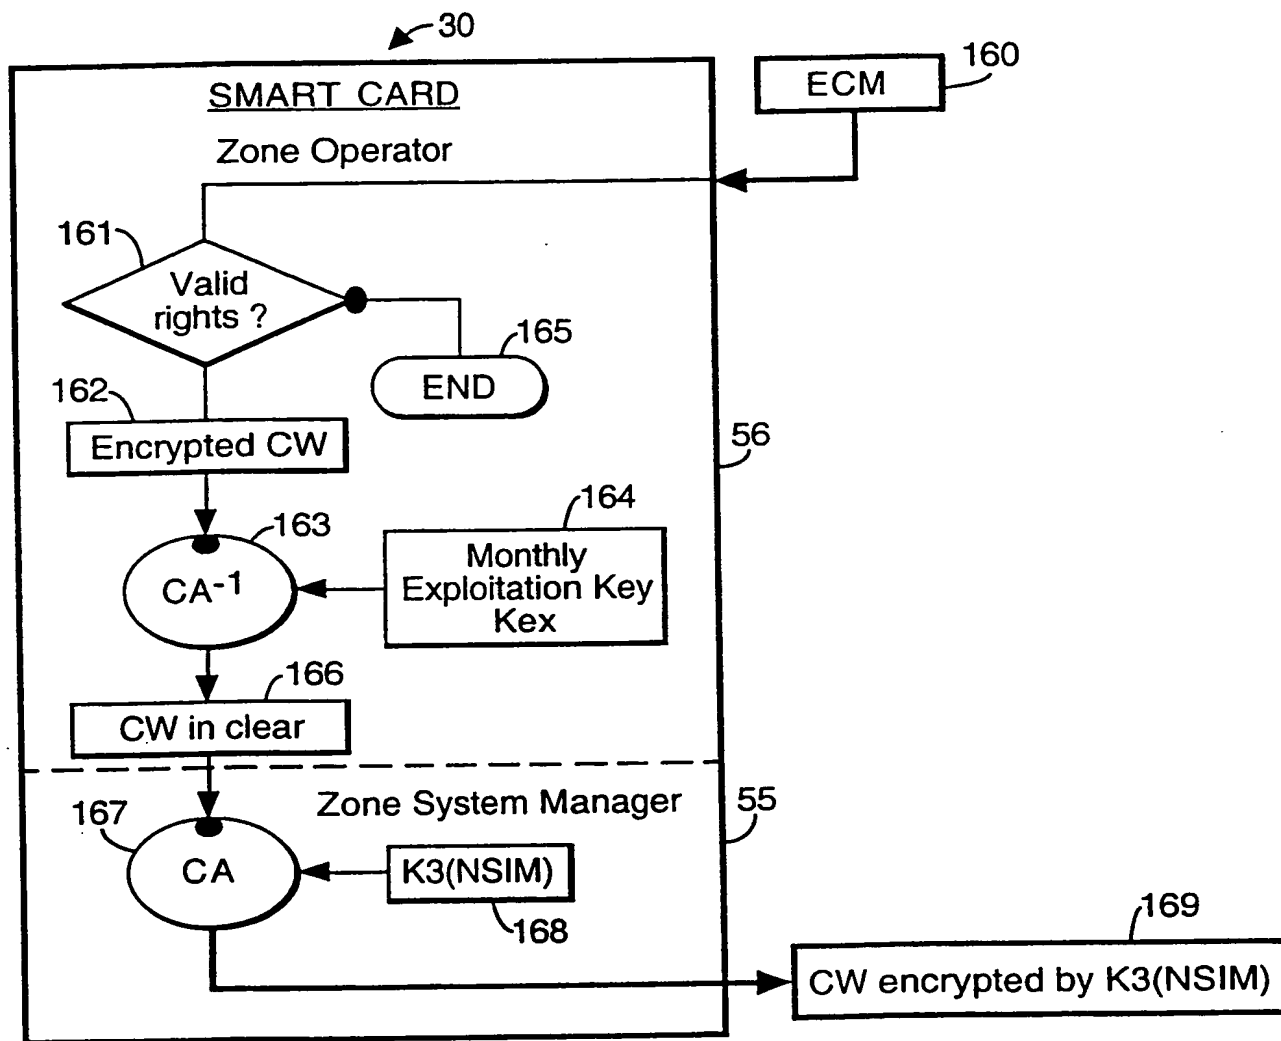 30
SMART CARD
ECM
160
Zone Operator
161
Valid
rights ?
165
END
162
Encrypted CW
56
163
164
CA-1
Monthly
Exploitation Key
Kex
166
CW in clear
Zone System Manager
55
167
CA
K3(NSIM)
168
169
CW encrypted by K3(NSIM)